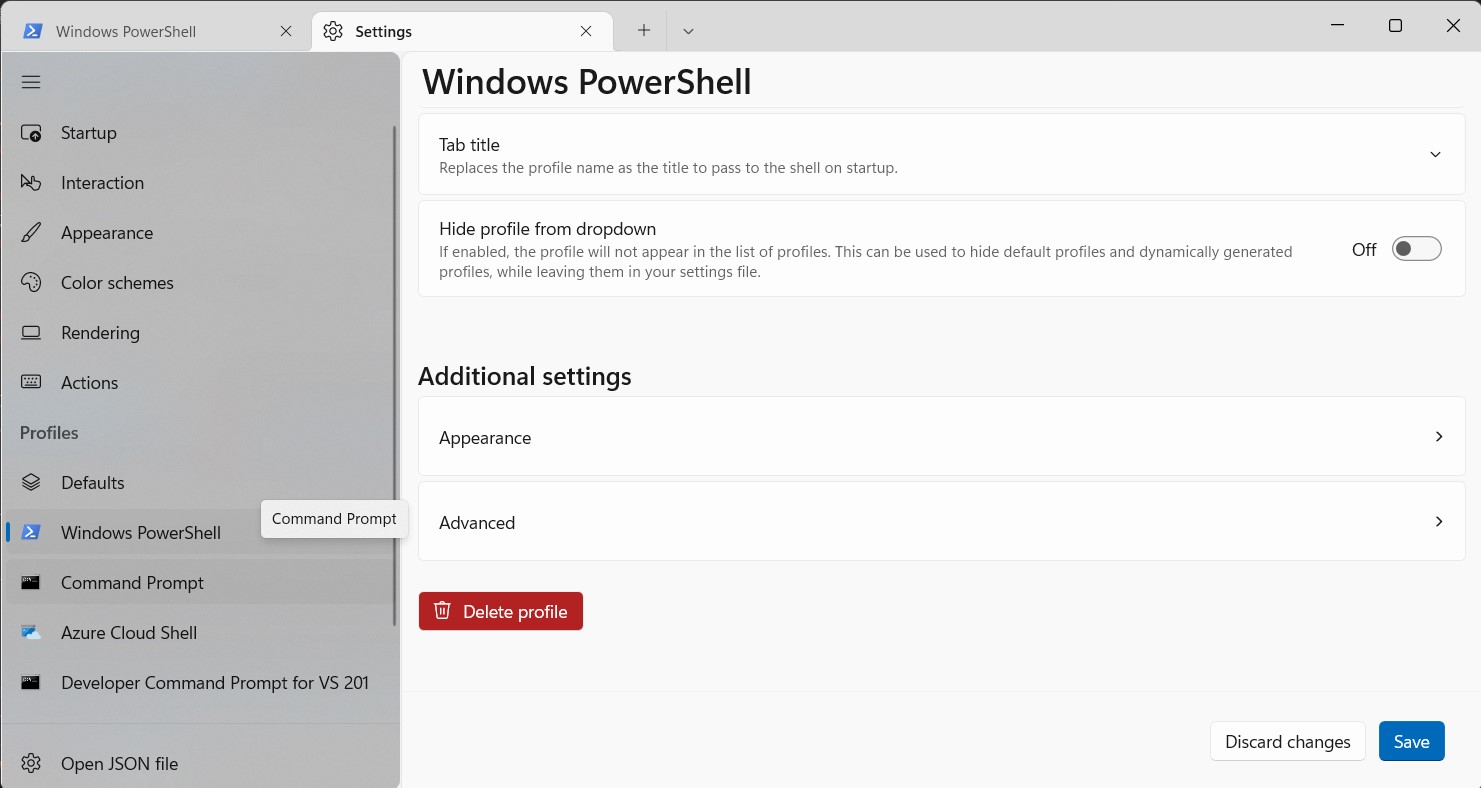 Windows PowerShell
Settings
Startup
Interaction
Appearance
Color schemes
Rendering
Actions
Profiles
Defaults
Windows PowerShell
Command Prompt
Command Prompt
Azure Cloud Shell
Developer Command Prompt for VS 201
Open JSON file
Windows PowerShell
Tab title
Replaces the profile name as the title to pass to the shell on startup.
Hide profile from dropdown
If enabled, the profile will not appear in the list of profiles. This can be used to hide default profiles and dynamically generated
profiles, while leaving them in your settings file.
Off
Additional settings
Appearance
Advanced
Delete profile
Discard changes
Save